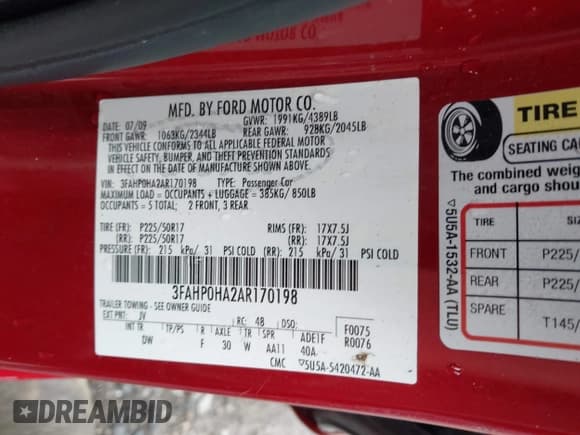 MFD. BY FORD MOTOR CO.
DATE: 07/09 GVWR: 1991KG/4389LB
FRONT GAWR: 1063KG/2344LB REAR GAWR: 928KG/2045LB
THIS VEHICLE CONFORMS TO ALL APPLICABLE FEDERAL MOTOR
VEHICLE SAFETY, BUMPER, AND THEFT PREVENTION STANDARDS
IN EFFECT ON THE DATE OF MANUFACTURE SHOWN ABOVE.
VIN: 3FAHP0HA2AR170198 TYPE: Passenger Car
MAXIMUM LOAD = OCCUPANTS + LUGGAGE = 385KG/ 850LB
OCCUPANTS = 5 TOTAL; 2 FRONT, 3 REAR
TIRE (FR): P225/50R17 RIMS (FR): 17X7.5J
(RR): P225/50R17 (RR): 17X7.5J
PRESSURE (FR): 215 kPa/ 31 PSI COLD (RR): 215 kPa/ 31 PSI COLD
3FAHP0HA2AR170198
TRAILER TOWING - SEE OWNER GUIDE
EXT PNT: JV RC: 48 DSO: F0075
INT TR TP/PS R AXLE TR SPR ADE1F R0076
DW F 30 W AA11 40A
CMC ▽5U5A-5420472-AA
▽5U5A-1532-AA (TLU)
TIRE
SEATING CA
The combined weig
and cargo shou
TIRE S
FRONT P225/
REAR P225/
SPARE T145/
DREAMBID